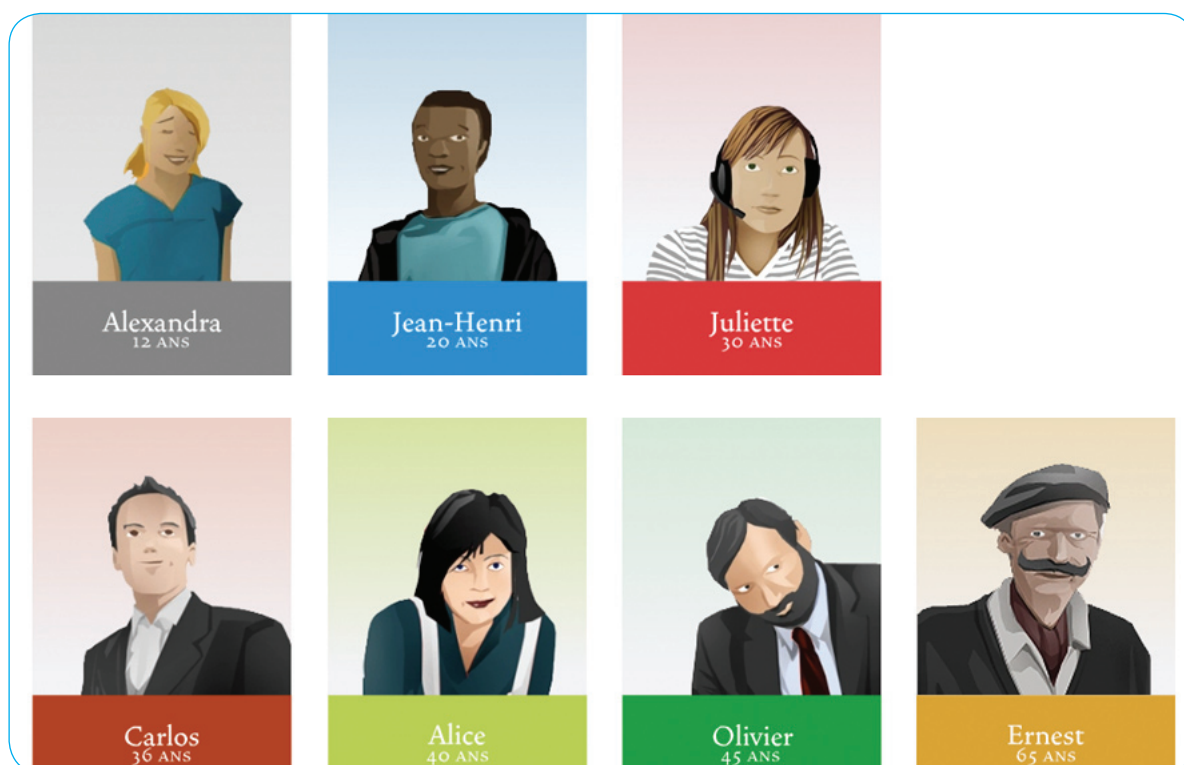 Alexandra
12 ANS
Jean-Henri
20 ANS
Juliette
30 ANS
Carlos
36 ANS
Alice
40 ANS
Olivier
45 ANS
Ernest
65 ANS